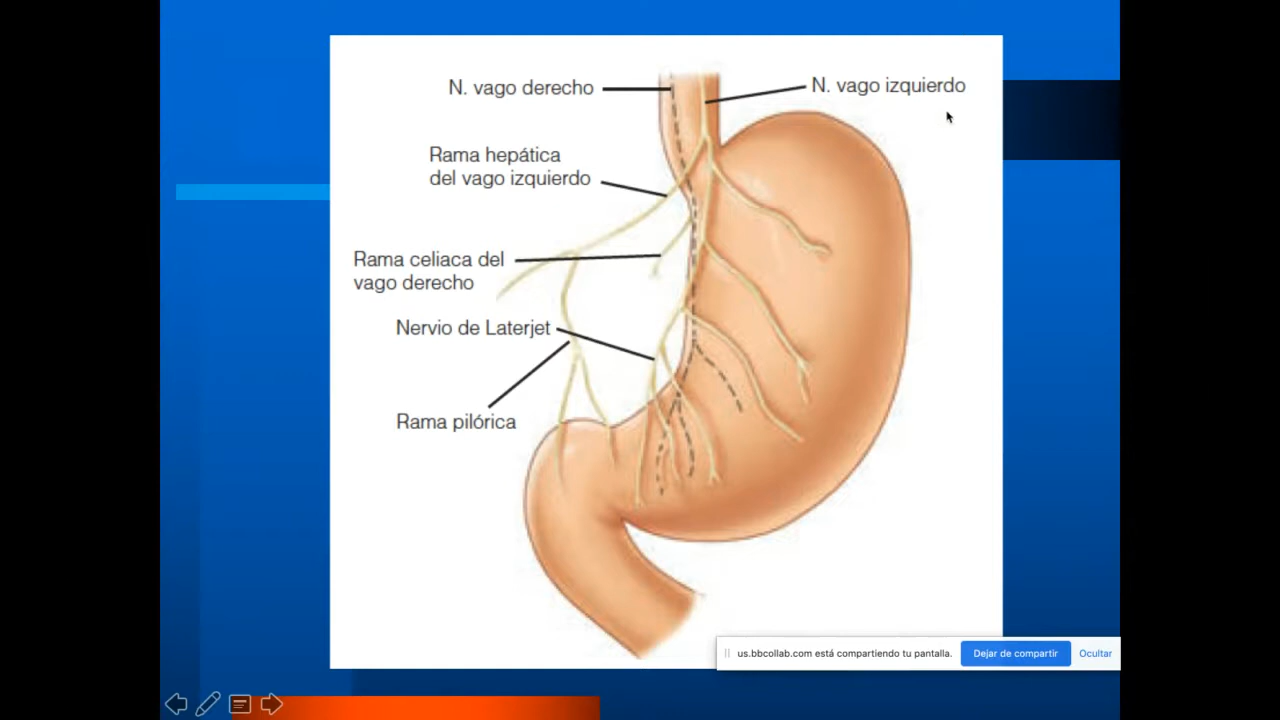 N. vago derecho
N. vago izquierdo
Rama hepática
del vago izquierdo
Rama celiaca del
vago derecho
Nervio de Laterjet
Rama pilórica
us.bbcollab.com está compartiendo tu pantalla.
Dejar de compartir
Ocultar